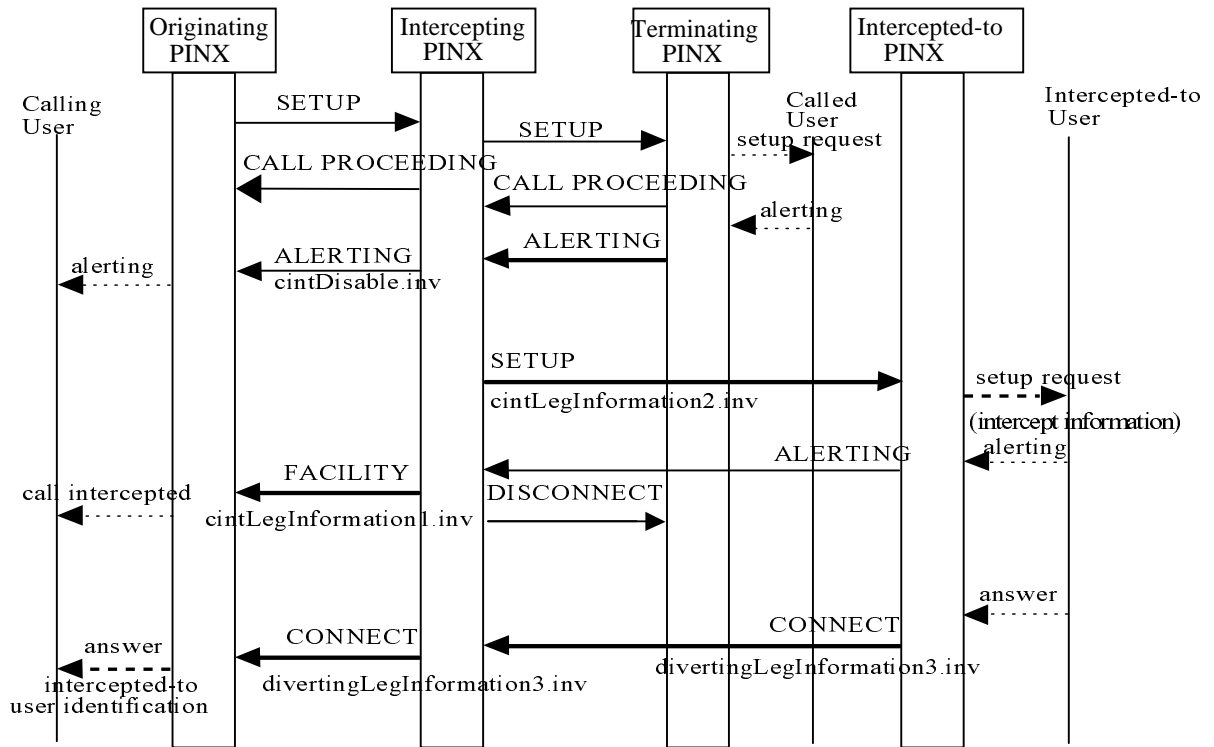 Originating
PINX
Intercepting
PINX
Terminating
PINX
Intercepted-to
PINX
Calling
User
Called
User
Intercepted-to
User
SETUP
SETUP
setup request
CALL PROCEEDING
CALL PROCEEDING
alerting
ALERTING
ALERTING
cintDisable.inv
alerting
SETUP
cintLegInformation2.inv
setup request
(intercept information)
alerting
ALERTING
FACILITY
cintLegInformation1.inv
call intercepted
DISCONNECT
answer
CONNECT
divertingLegInformation3.inv
CONNECT
divertingLegInformation3.inv
answer
intercepted-to
user identification